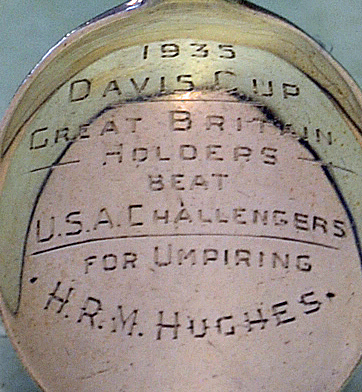 1935
DAVIS CUP
GREAT BRITAIN
HOLDERS
BEAT
U.S.A. CHALLENGERS
FOR UMPIRING
· H.R.M. HUGHES ·